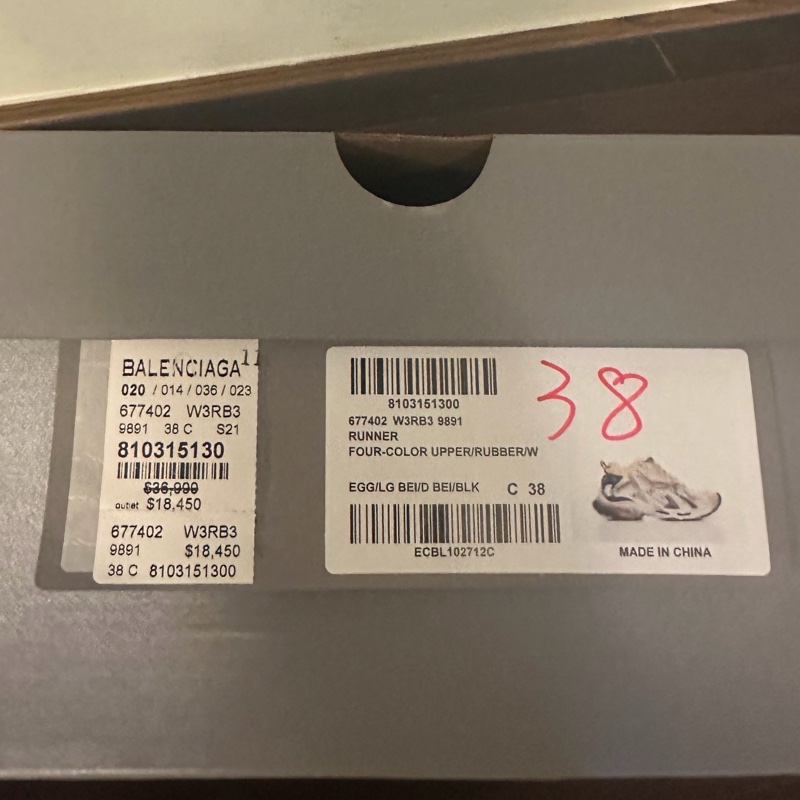 BALENCIAGA 11
020 / 014 / 036 / 023
677402 W3RB3
9891 38 C S21
810315130
$36,990
outlet $18,450
677402 W3RB3
9891 $18,450
38 C 8103151300
8103151300
677402 W3RB3 9891
RUNNER
FOUR-COLOR UPPER/RUBBER/W
EGG/LG BEI/D BEI/BLK C 38
ECBL102712C
38
MADE IN CHINA